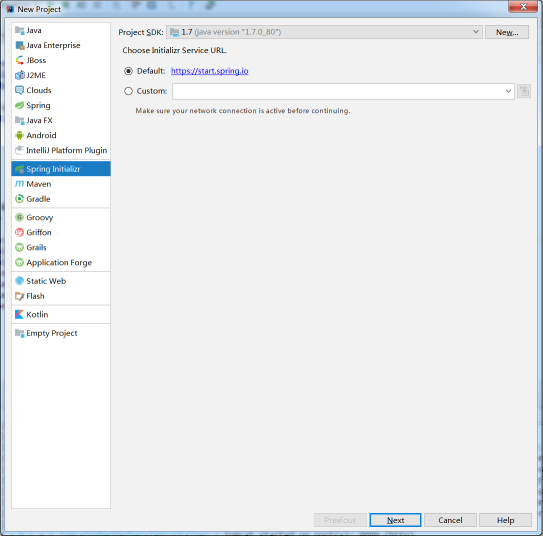 New Project
Java
Java Enterprise
JBoss
J2ME
Clouds
Spring
Java FX
Android
IntelliJ Platform Plugin
Spring Initializr
Maven
Gradle
Groovy
Griffon
Grails
Application Forge
Static Web
Flash
Kotlin
Empty Project
Project SDK: 1.7 (java version "1.7.0_80") New...
Choose Initializr Service URL.
Default: https://start.spring.io
Custom:
Make sure your network connection is active before continuing.
Previous Next Cancel Help